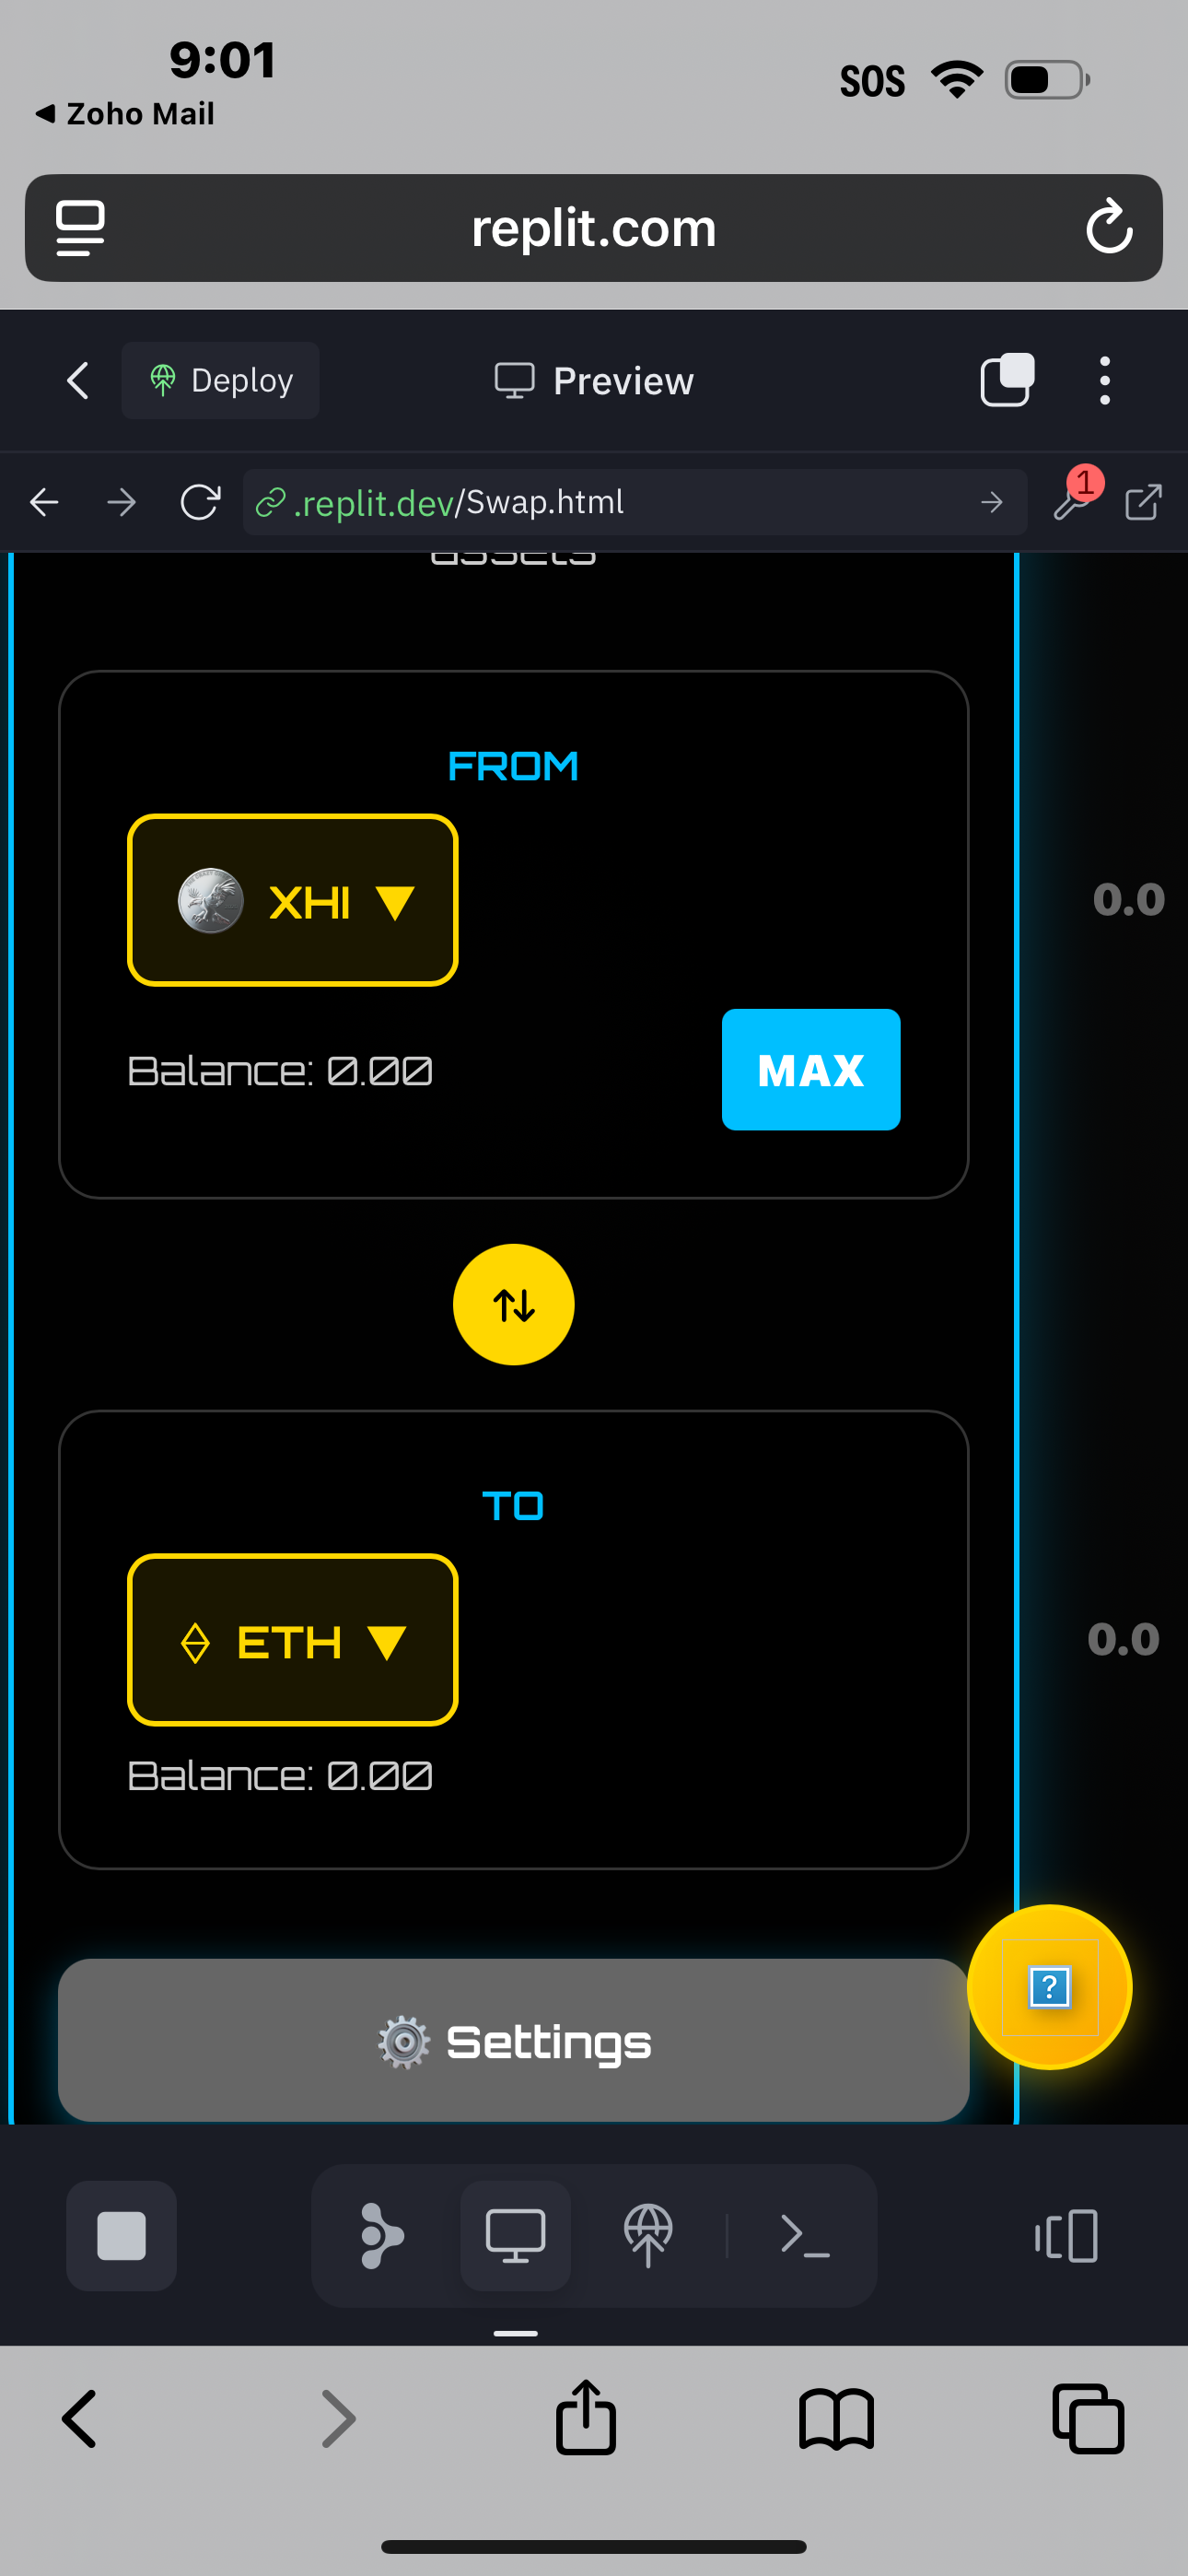 9:01
SOS
Zoho Mail
replit.com
Deploy
Preview
.replit.dev/Swap.html
1
assets
FROM
XHI ▼
0.0
Balance: 0.00
MAX
TO
ETH ▼
0.0
Balance: 0.00
?
Settings